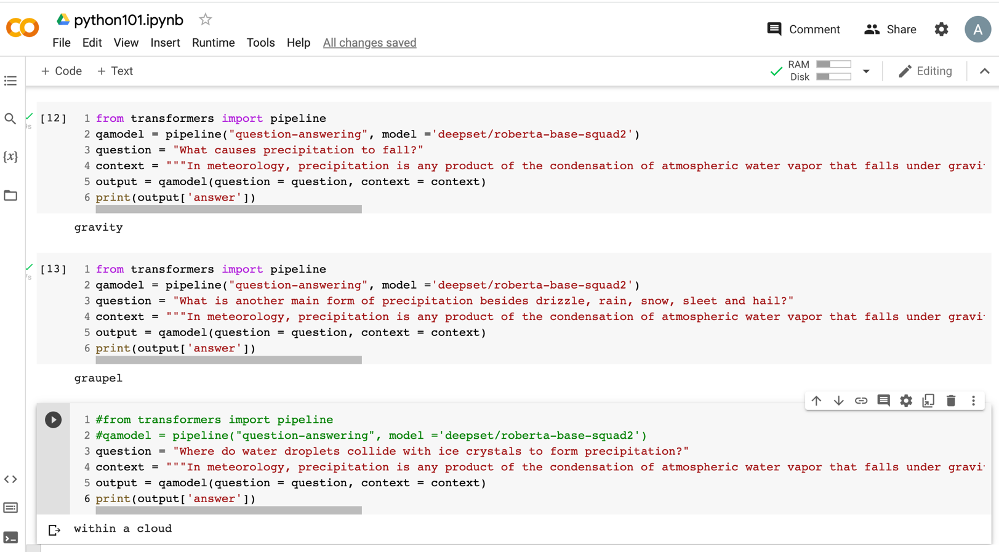 python101.ipynb
Comment
Share
A
File Edit View Insert Runtime Tools Help All changes saved
+ Code + Text
RAM
Disk
Editing
[12]
1 from transformers import pipeline
2 qamodel = pipeline("question-answering", model ='deepset/roberta-base-squad2')
3 question = "What causes precipitation to fall?"
4 context = """In meteorology, precipitation is any product of the condensation of atmospheric water vapor that falls under gravi
5 output = qamodel(question = question, context = context)
6 print(output['answer'])
gravity
[13]
1 from transformers import pipeline
2 qamodel = pipeline("question-answering", model ='deepset/roberta-base-squad2')
3 question = "What is another main form of precipitation besides drizzle, rain, snow, sleet and hail?"
4 context = """In meteorology, precipitation is any product of the condensation of atmospheric water vapor that falls under gravi
5 output = qamodel(question = question, context = context)
6 print(output['answer'])
graupel
1 #from transformers import pipeline
2 #qamodel = pipeline("question-answering", model ='deepset/roberta-base-squad2')
3 question = "Where do water droplets collide with ice crystals to form precipitation?"
4 context = """In meteorology, precipitation is any product of the condensation of atmospheric water vapor that falls under gravi
5 output = qamodel(question = question, context = context)
6 print(output['answer'])
within a cloud